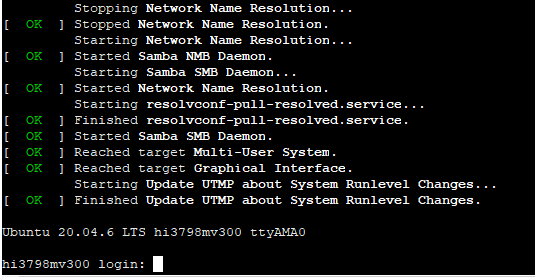 Stopping Network Name Resolution...
[  OK  ] Stopped Network Name Resolution.
Starting Network Name Resolution...
[  OK  ] Started Samba NMB Daemon.
Starting Samba SMB Daemon...
[  OK  ] Started Network Name Resolution.
Starting resolvconf-pull-resolved.service...
[  OK  ] Finished resolvconf-pull-resolved.service.
[  OK  ] Started Samba SMB Daemon.
[  OK  ] Reached target Multi-User System.
[  OK  ] Reached target Graphical Interface.
Starting Update UTMP about System Runlevel Changes...
[  OK  ] Finished Update UTMP about System Runlevel Changes.
Ubuntu 20.04.6 LTS hi3798mv300 ttyAMA0
hi3798mv300 login: